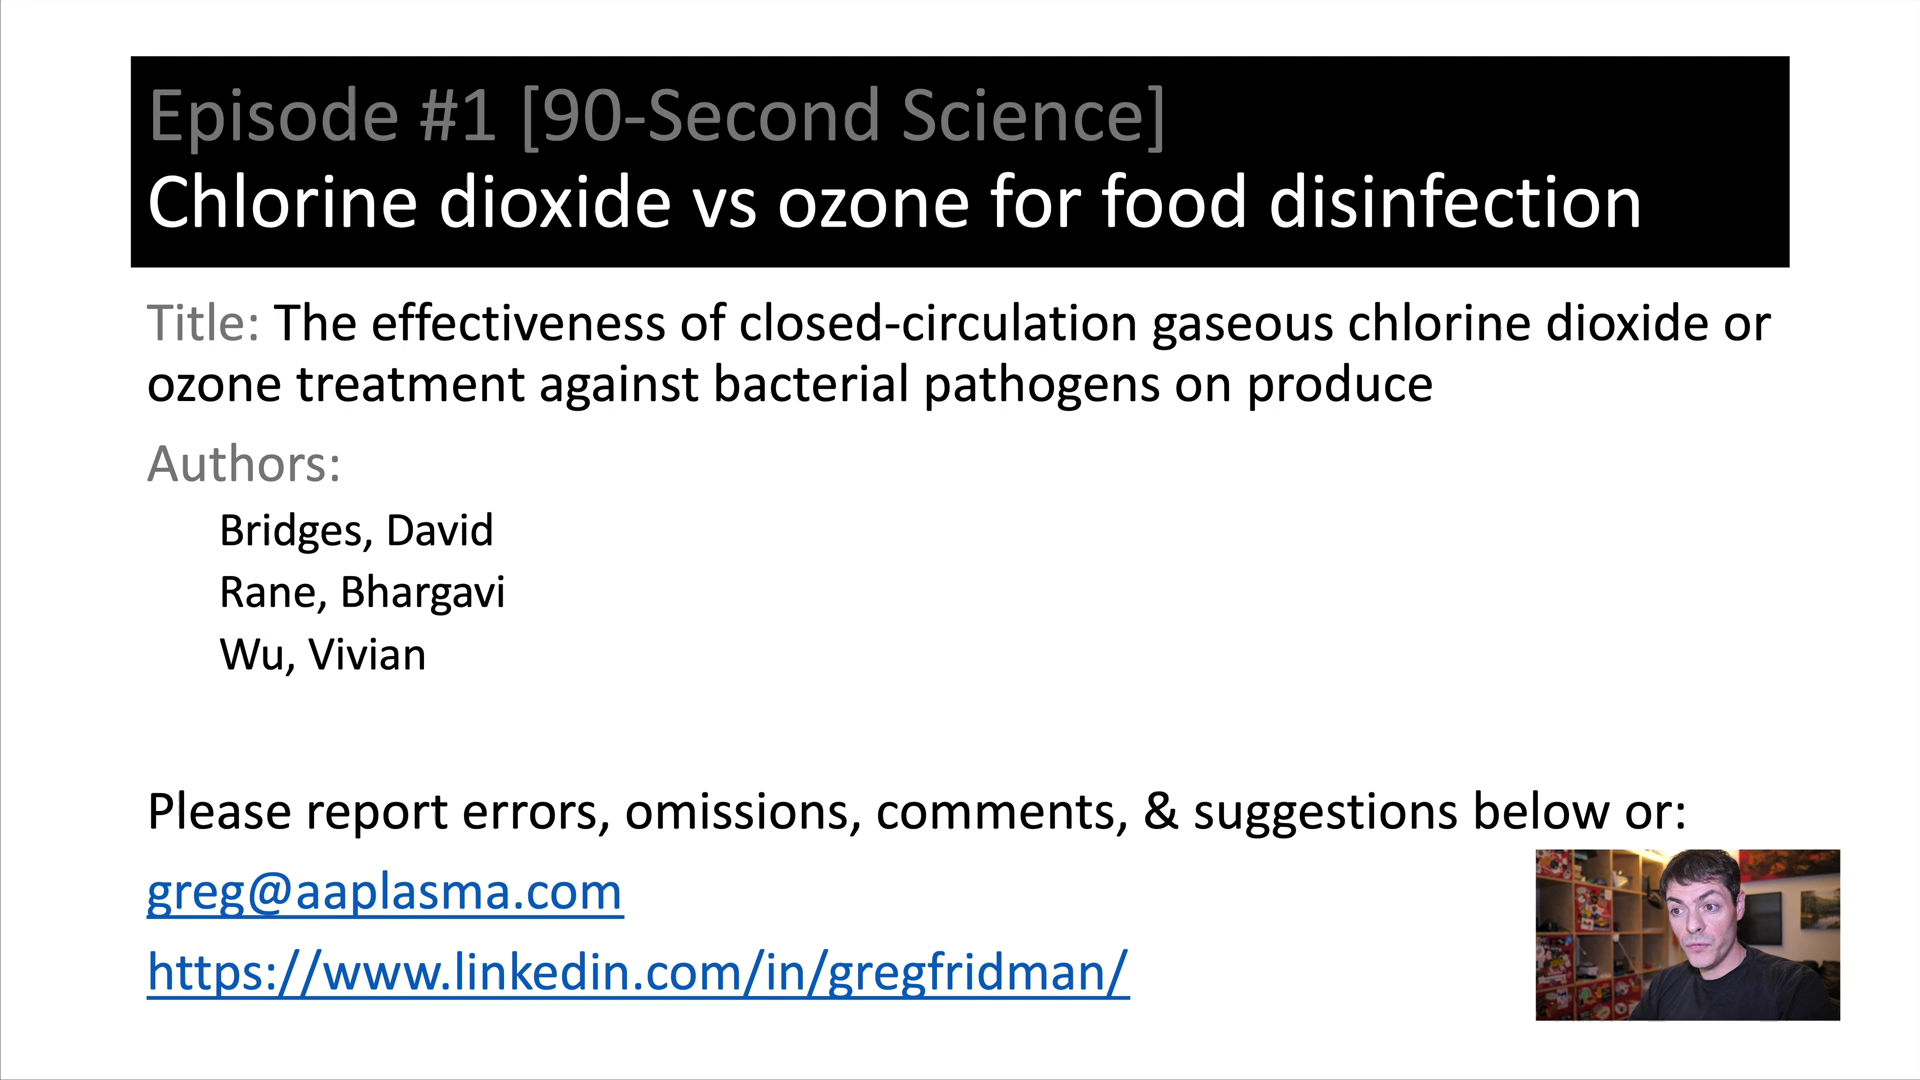 Episode #1 [90-Second Science]
Chlorine dioxide vs ozone for food disinfection
Title: The effectiveness of closed-circulation gaseous chlorine dioxide or
ozone treatment against bacterial pathogens on produce
Authors:
Bridges, David
Rane, Bhargavi
Wu, Vivian
Please report errors, omissions, comments, & suggestions below or:
greg@aaplasma.com
https://www.linkedin.com/in/gregfridman/